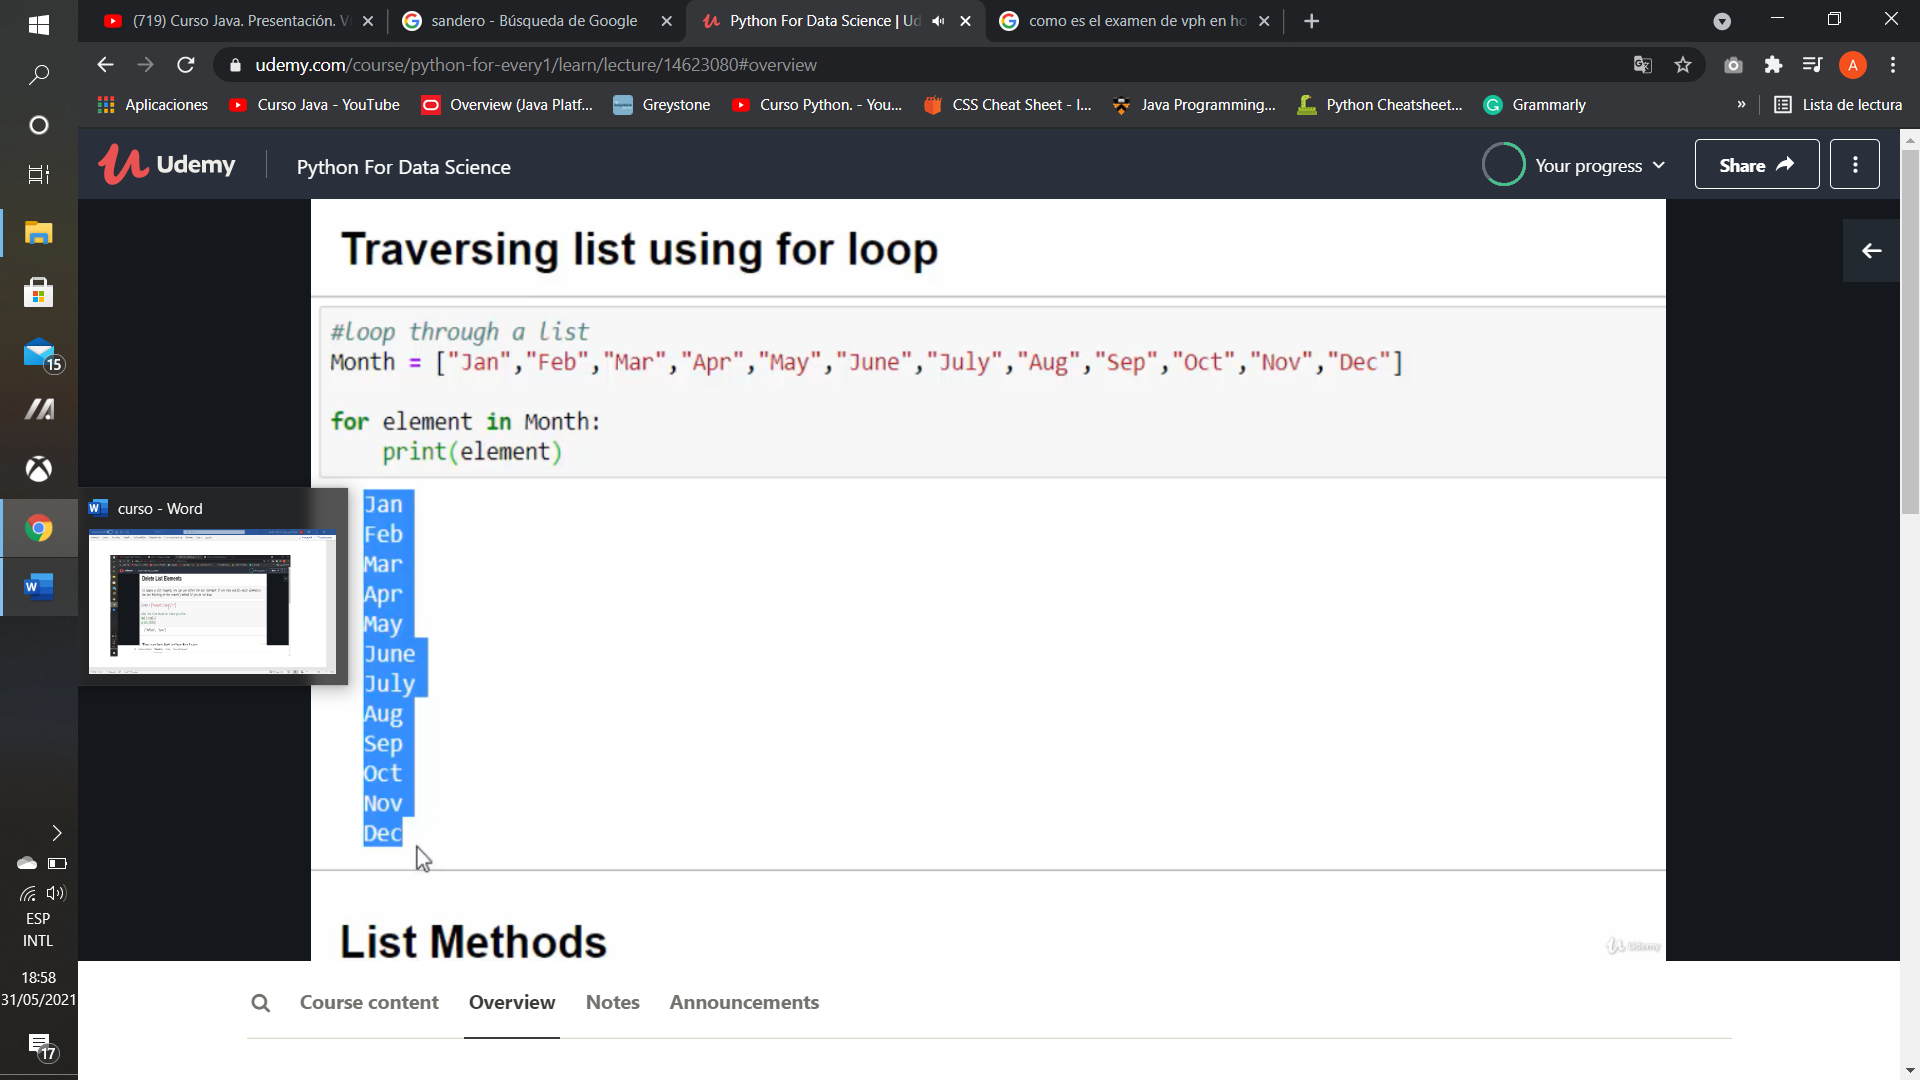 (719) Curso Java. Presentación. V
sandero - Búsqueda de Google
Python For Data Science | Ud
como es el examen de vph en ho
udemy.com/course/python-for-every1/learn/lecture/14623080#overview
A
Aplicaciones
Curso Java - YouTube
Overview (Java Platf...
Greystone
Curso Python. - You...
CSS Cheat Sheet - I...
Java Programming,...
Python Cheatsheet...
Grammarly
»
Lista de lectura
Udemy
Python For Data Science
Your progress
Share
Traversing list using for loop
#loop through a list
Month = ["Jan","Feb","Mar","Apr","May","June","July","Aug","Sep","Oct","Nov","Dec"]
for element in Month:
print(element)
Jan
Feb
Mar
Apr
May
June
July
Aug
Sep
Oct
Nov
Dec
curso - Word
Delete List Elements
List Methods
Udemy
Course content
Overview
Notes
Announcements
15
ESP
INTL
18:58
31/05/2021
17